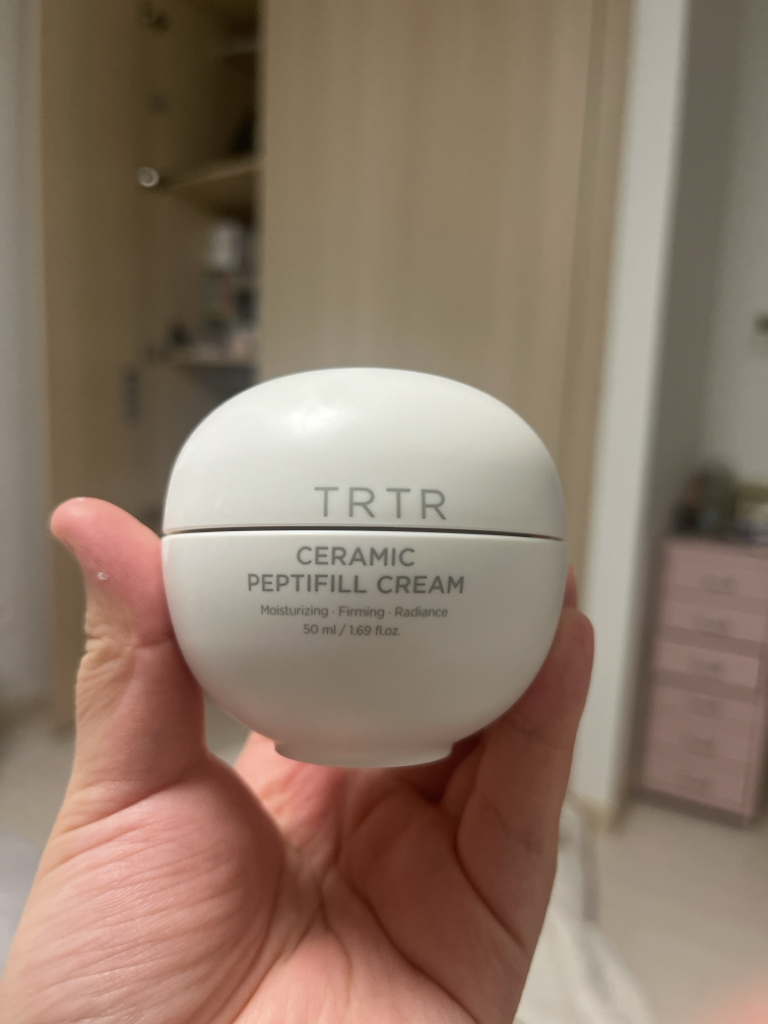 TRTR
CERAMIC
PEPTIFILL CREAM
Moisturizing · Firming · Radiance
50 ml / 1.69 fl.oz.